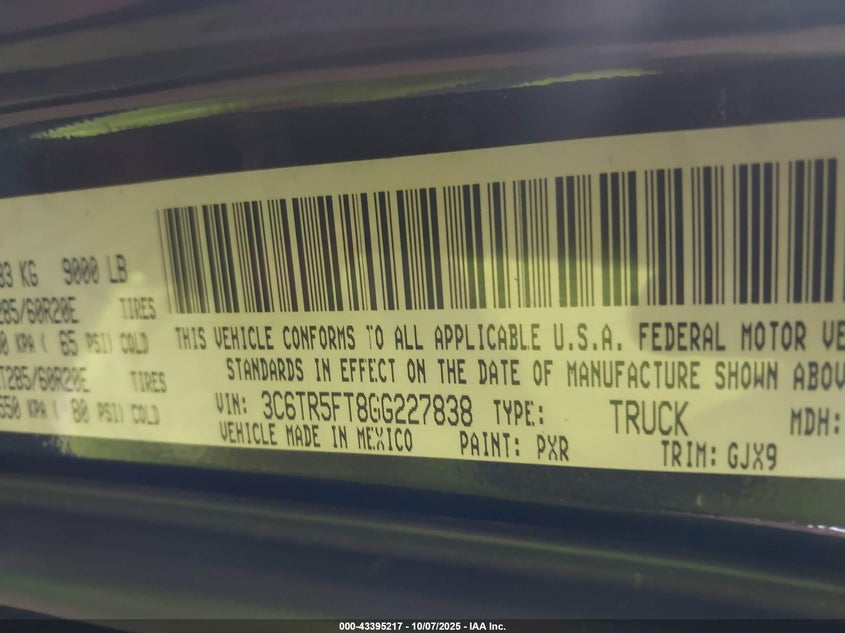 83 KG 9000 LB
285/60R20E TIRES
0 KPA ( 65 PSI) COLD
T285/60R20E TIRES
550 KPA ( 80 PSI) COLD
THIS VEHICLE CONFORMS TO ALL APPLICABLE U.S.A. FEDERAL MOTOR VE
STANDARDS IN EFFECT ON THE DATE OF MANUFACTURE SHOWN ABOV
VIN: 3C6TR5FT8GG227838 TYPE: TRUCK MDH:
VEHICLE MADE IN MEXICO PAINT: PXR TRIM: GJX9
000-43395217 - 10/07/2025 - IAA Inc.